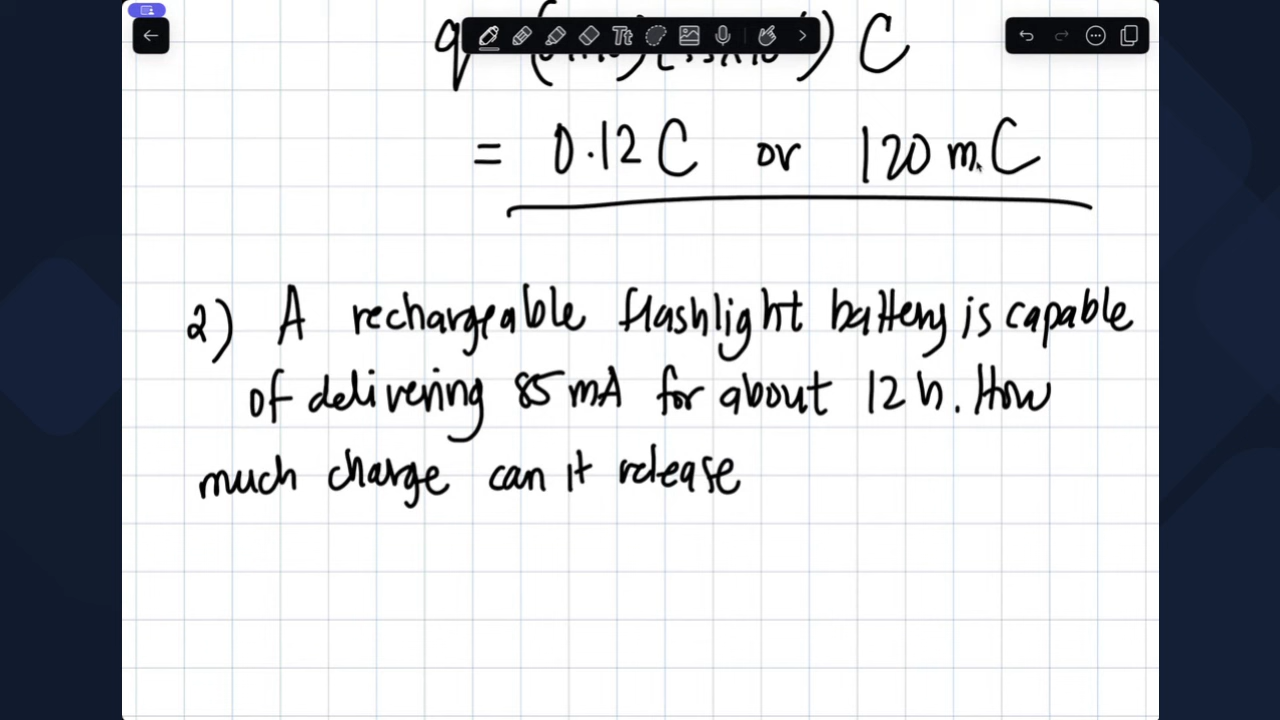 q C
= 0.12 C or 120 m C
2) A rechargeable flashlight battery is capable
of delivering 85 mA for about 12 h. How
much charge can it release